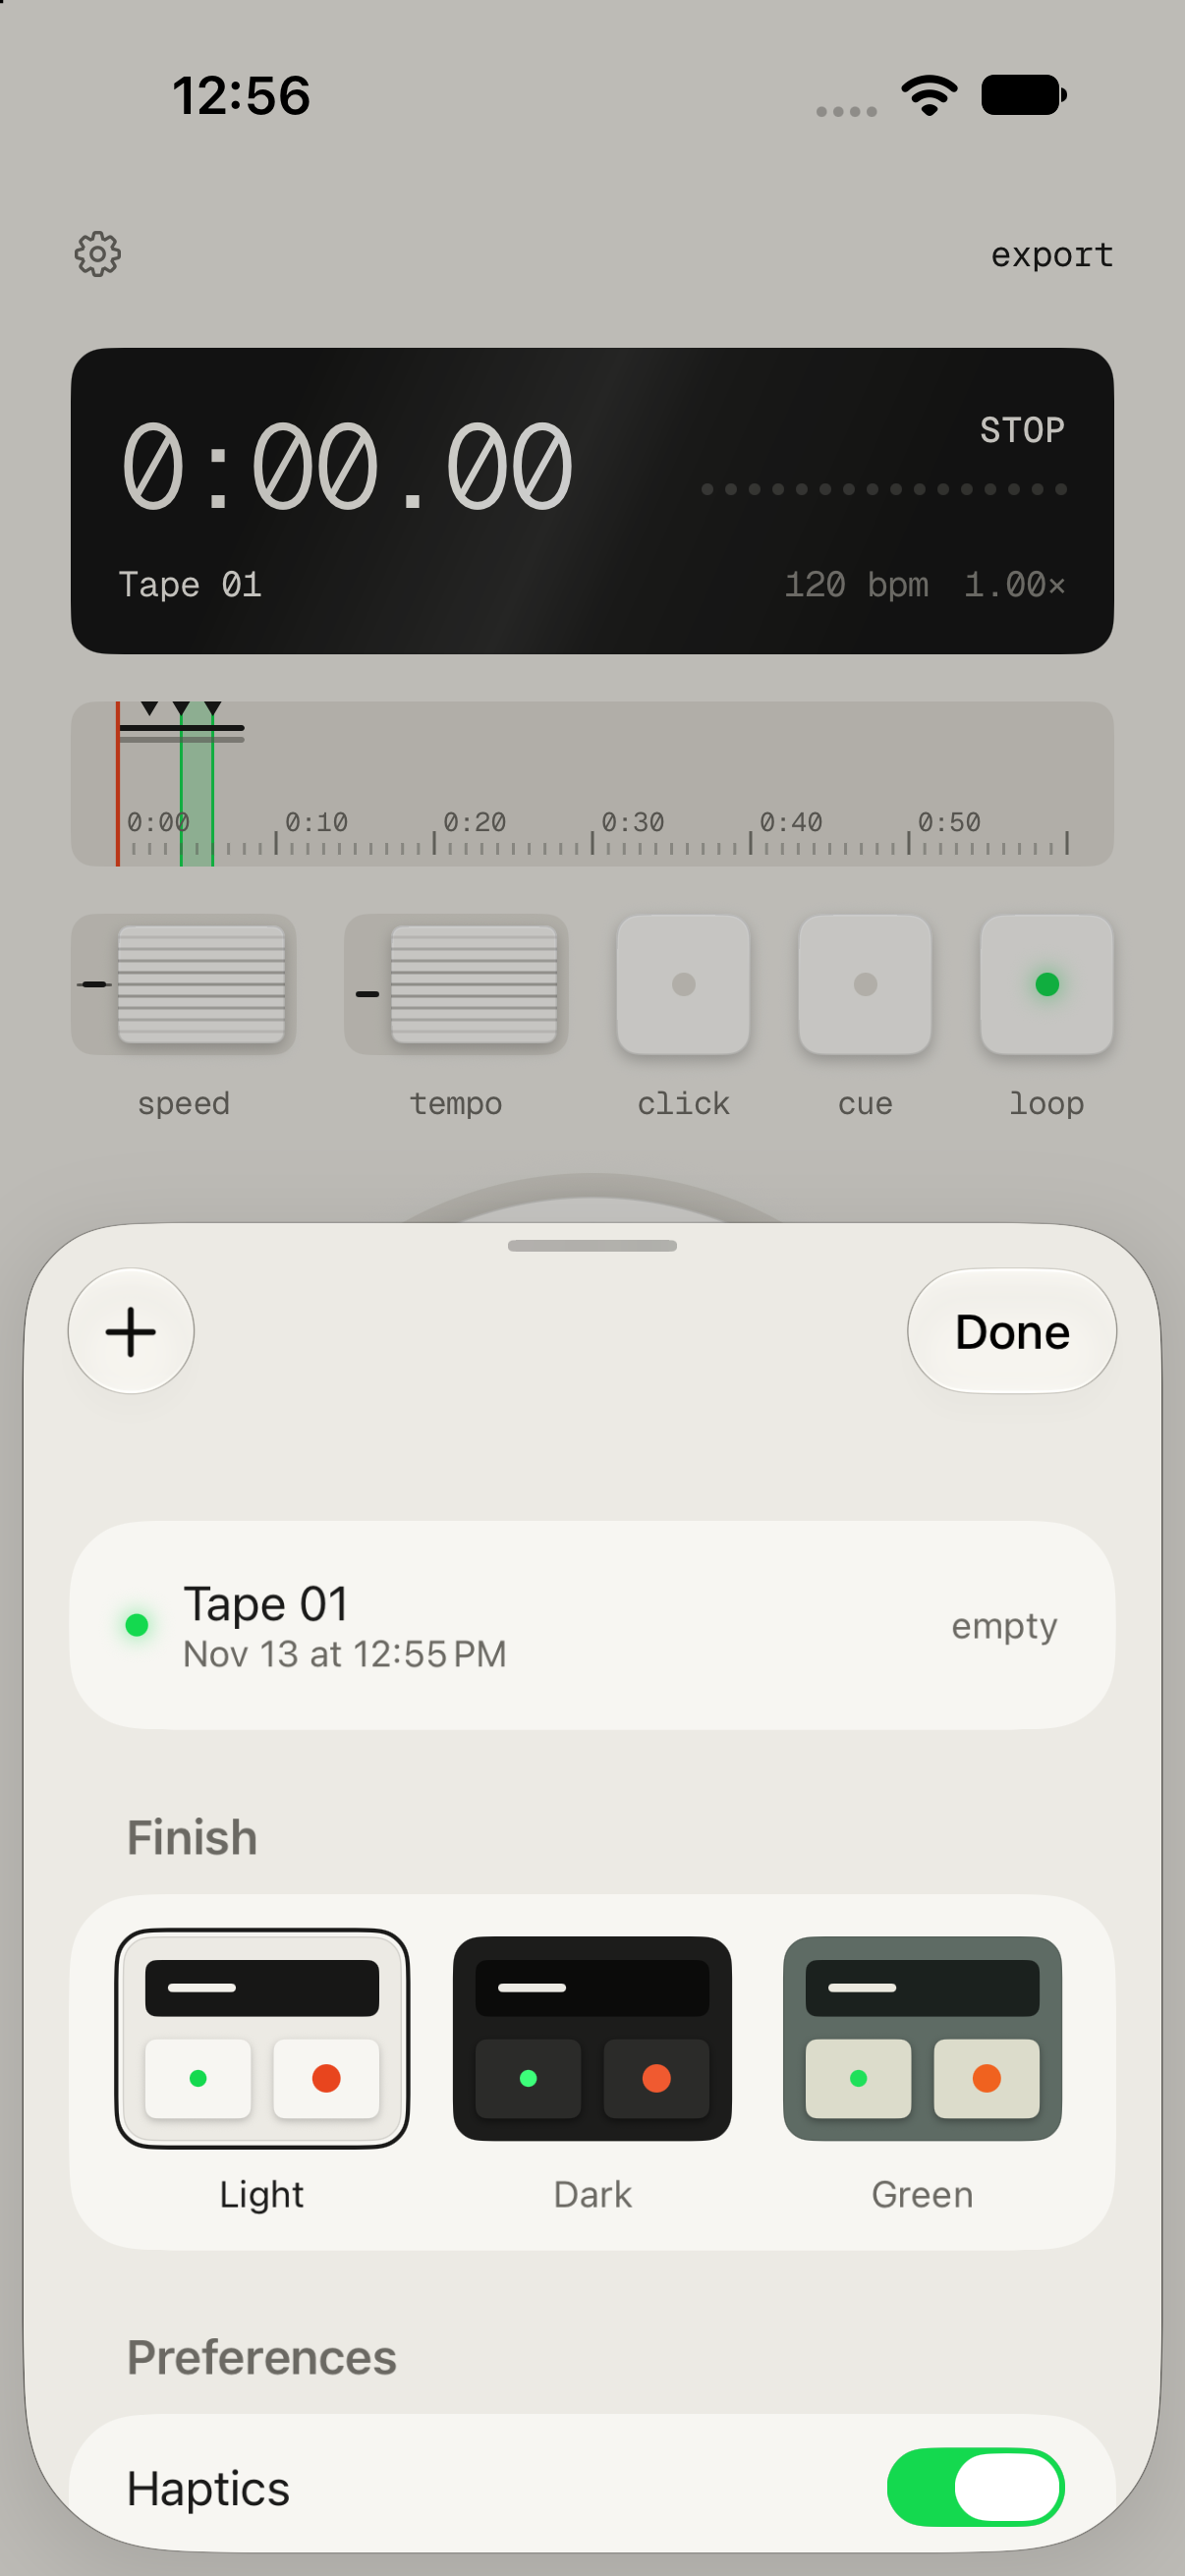 12:56
export
0:00.00
STOP
Tape 01
120 bpm 1.00×
0:00 0:10 0:20 0:30 0:40 0:50
speed tempo click cue loop
Done
Tape 01
empty
Nov 13 at 12:55 PM
Finish
Light Dark Green
Preferences
Haptics